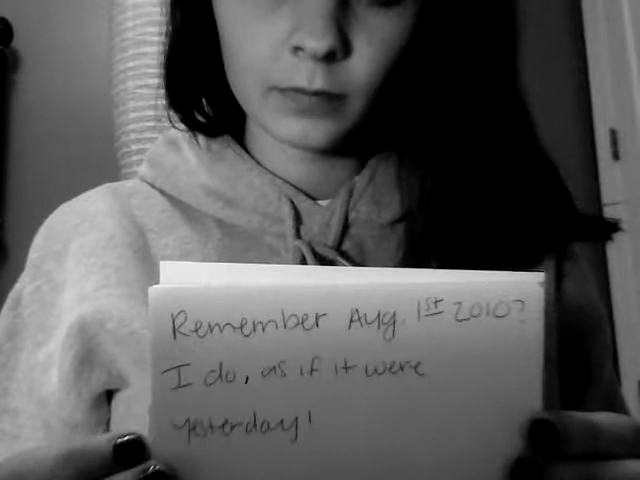 Remember Aug. 1st 2010?
I do, as if it were
yesterday!